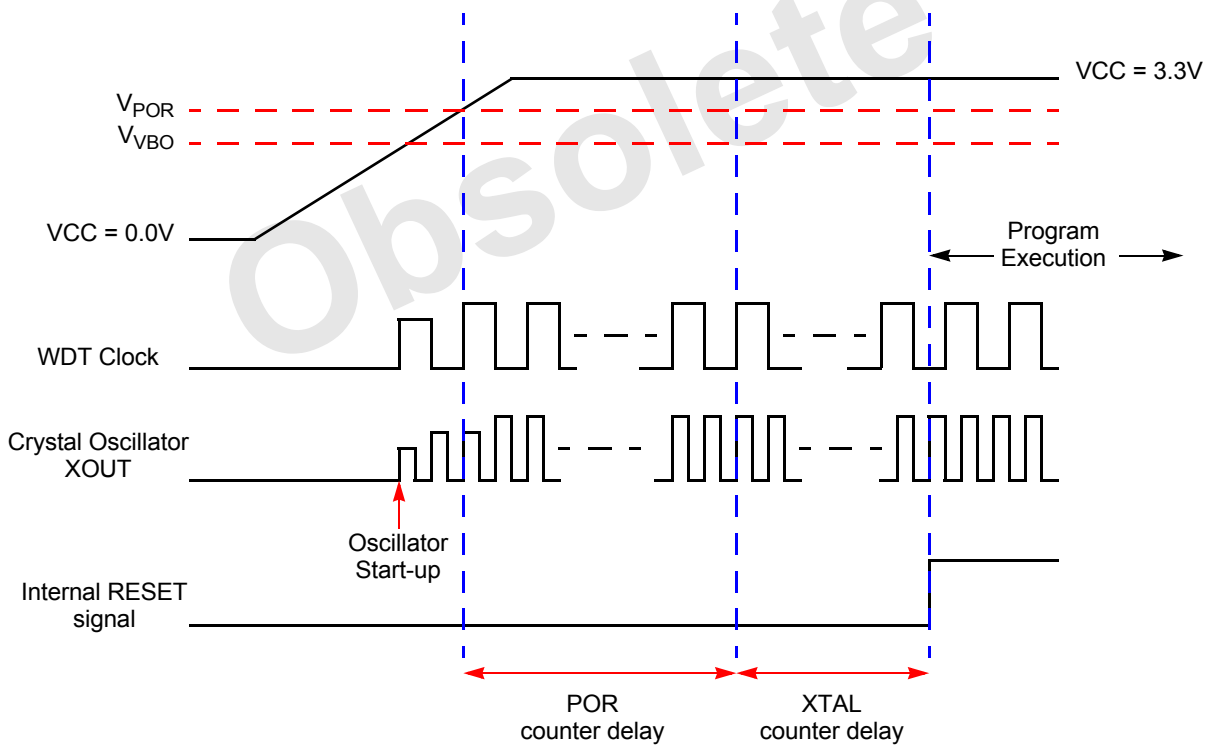 Obsolete
VCC = 3.3V
VPOR
VVBO
VCC = 0.0V
Program
Execution
WDT Clock
Crystal Oscillator
XOUT
Oscillator
Start-up
Internal RESET
signal
POR
counter delay
XTAL
counter delay